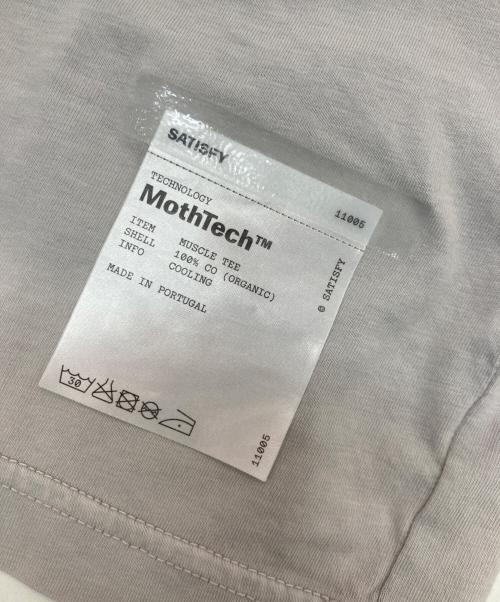 SATISFY
11005
TECHNOLOGY
MothTech™
ITEM MUSCLE TEE
SHELL 100% CO (ORGANIC)
INFO COOLING
MADE IN PORTUGAL
© SATISFY
30
11005